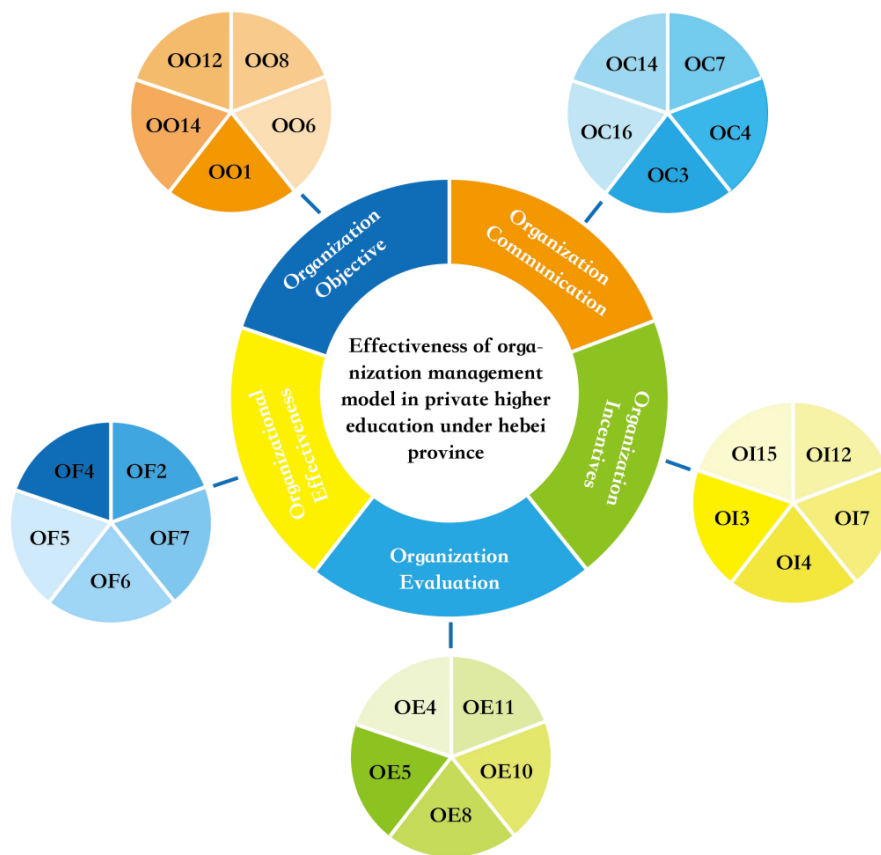 OO12
OO8
OO14
OO6
OO1
OC14
OC7
OC16
OC4
OC3
Organization
Objective
Organization
Communication
Effectiveness of orga-
nization management
model in private higher
education under hebei
province
Organizational
Effectiveness
Organization
Incentives
Organization
Evaluation
OF4
OF2
OF5
OF7
OF6
OI15
OI12
OI3
OI7
OI4
OE4
OE11
OE5
OE10
OE8